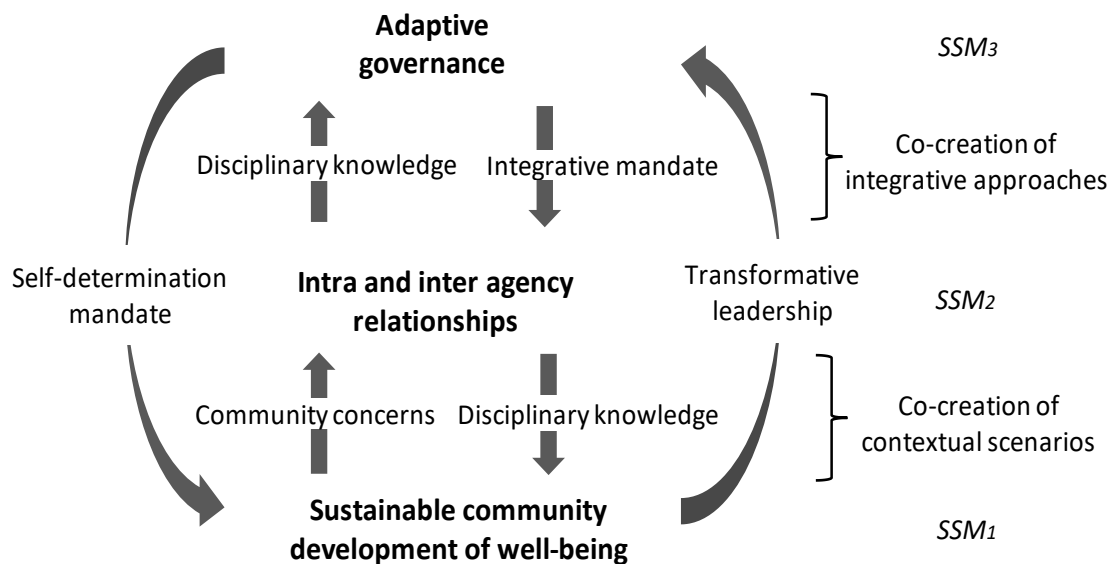 Adaptive
governance
SSM3
Disciplinary knowledge
Integrative mandate
Co-creation of
integrative approaches
Self-determination
mandate
Intra and inter agency
relationships
Transformative
leadership
SSM2
Community concerns
Disciplinary knowledge
Co-creation of
contextual scenarios
Sustainable community
development of well-being
SSM1